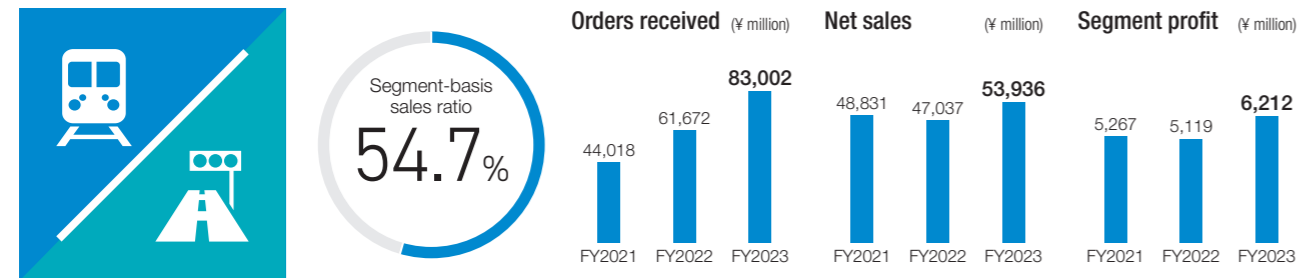 Segment-basis
sales ratio
54.7%
Orders received (¥ million)
83,002
61,672
44,018
FY2021 FY2022 FY2023
Net sales (¥ million)
53,936
48,831 47,037
FY2021 FY2022 FY2023
Segment profit (¥ million)
6,212
5,267 5,119
FY2021 FY2022 FY2023